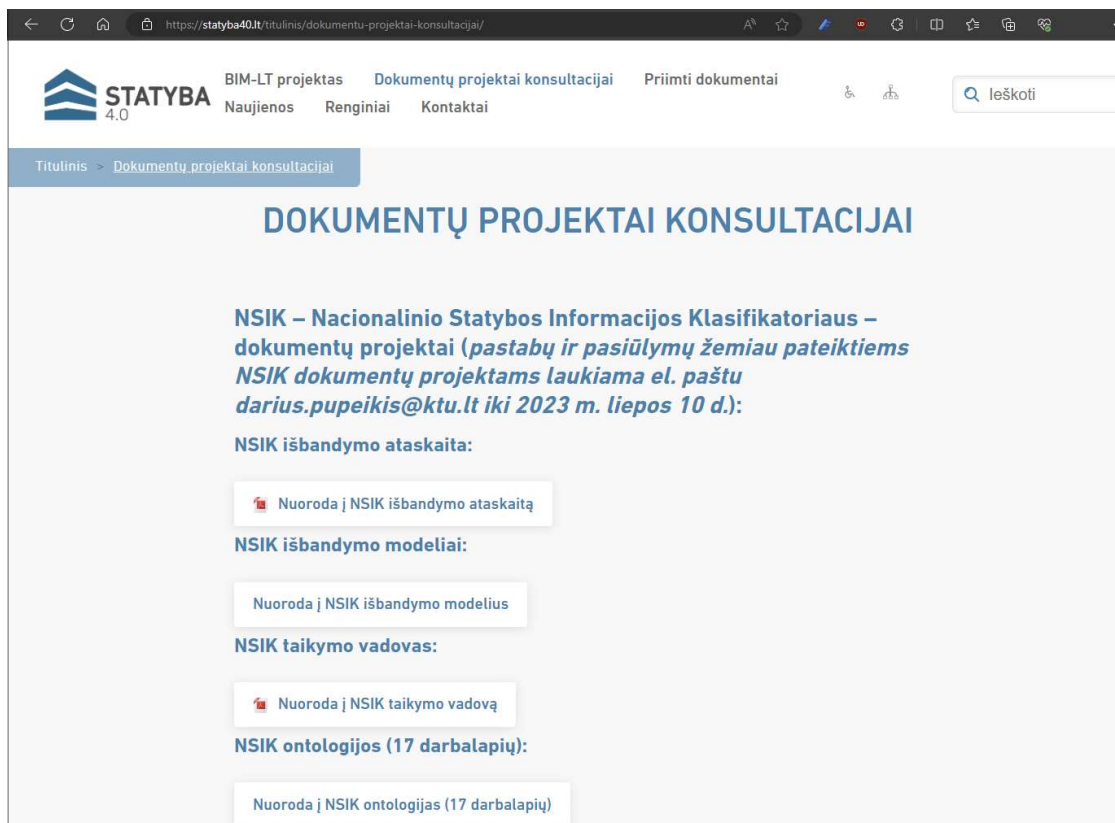 https://statyba40.lt/titulinis/dokumentu-projektai-konsultacijai/
STATYBA
4.0
BIM-LT projektas Dokumentų projektai konsultacijai Priimti dokumentai
Naujienos Renginiai Kontaktai
Ieškoti
Titulinis > Dokumentų projektai konsultacijai
DOKUMENTŲ PROJEKTAI KONSULTACIJAI
NSIK – Nacionalinio Statybos Informacijos Klasifikatoriaus –
dokumentų projektai (pastabų ir pasiūlymų žemiau pateiktiems
NSIK dokumentų projektams laukiama el. paštu
darius.pupeikis@ktu.lt iki 2023 m. liepos 10 d.):
NSIK išbandymo ataskaita:
Nuoroda į NSIK išbandymo ataskaitą
NSIK išbandymo modeliai:
Nuoroda į NSIK išbandymo modelius
NSIK taikymo vadovas:
Nuoroda į NSIK taikymo vadovą
NSIK ontologijos (17 darbalapių):
Nuoroda į NSIK ontologijas (17 darbalapių)